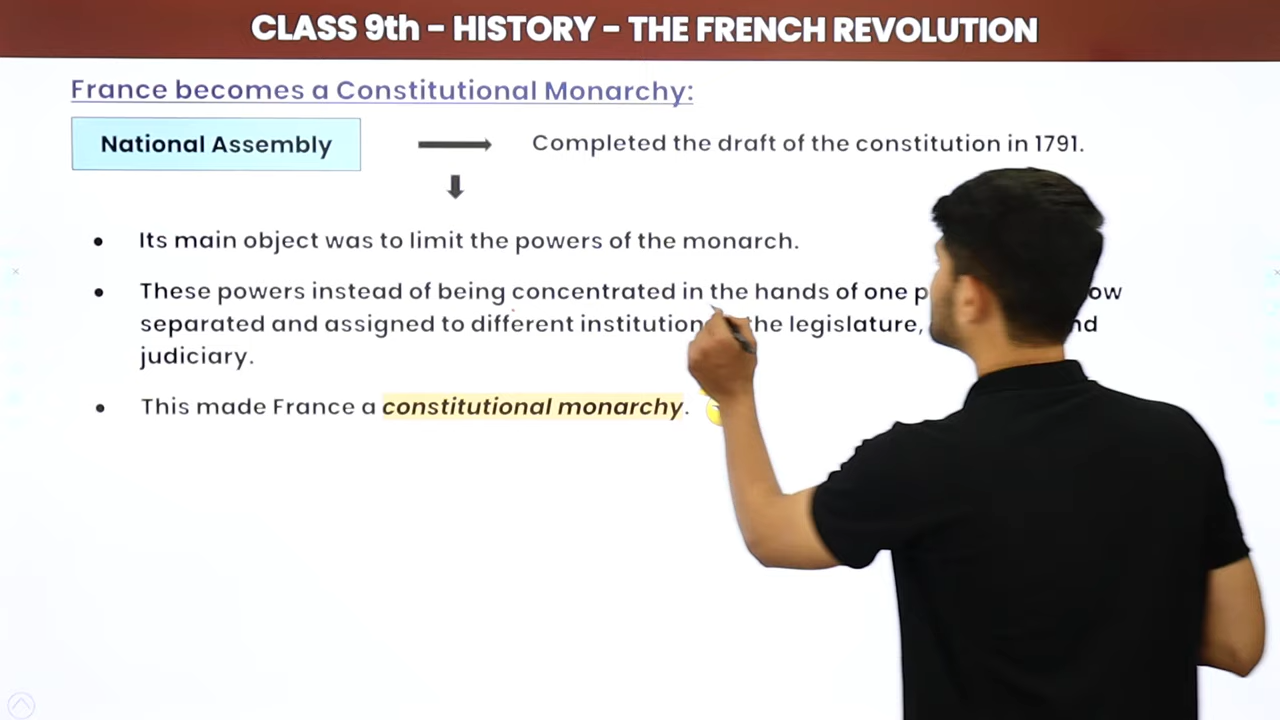 CLASS 9th - HISTORY - THE FRENCH REVOLUTION
France becomes a Constitutional Monarchy:
National Assembly
Completed the draft of the constitution in 1791.
• Its main object was to limit the powers of the monarch.
• These powers instead of being concentrated in the hands of one
separated and assigned to different the legislature,
judiciary.
• This made France a constitutional monarchy.